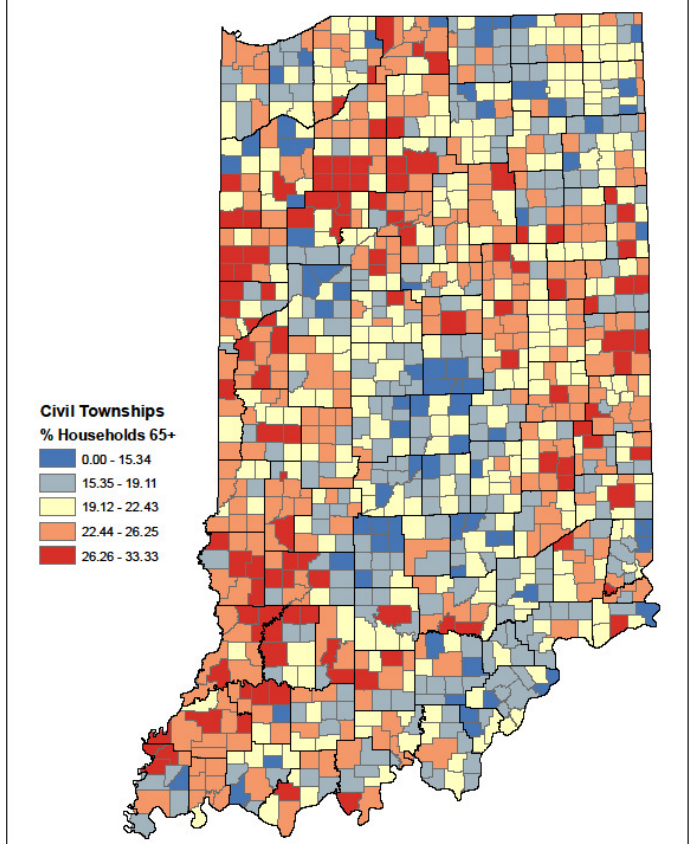 Civil Townships
% Households 65+
0.00 - 15.34
15.35 - 19.11
19.12 - 22.43
22.44 - 26.25
26.26 - 33.33